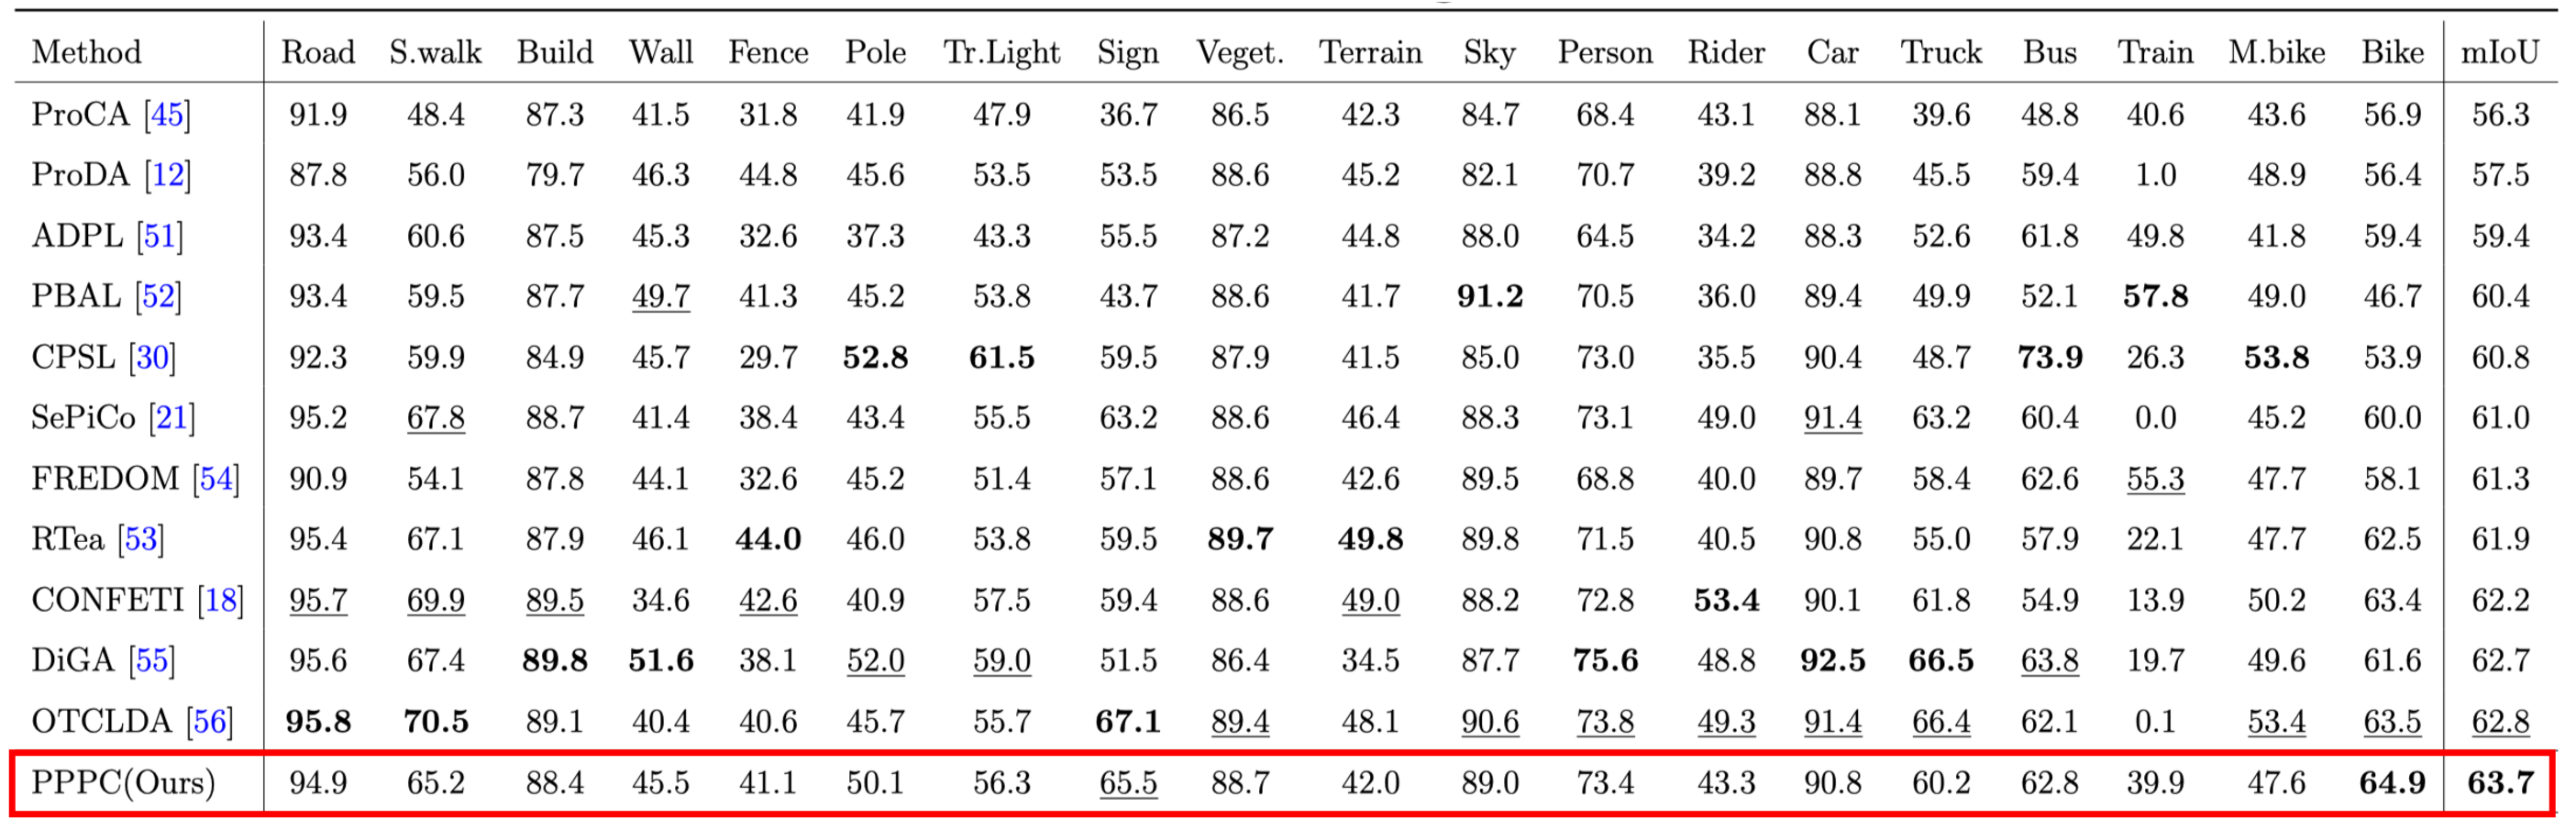 Method Road S.walk Build Wall Fence Pole Tr.Light Sign Veget. Terrain Sky Person Rider Car Truck Bus Train M.bike Bike mIoU
ProCA [45] 91.9 48.4 87.3 41.5 31.8 41.9 47.9 36.7 86.5 42.3 84.7 68.4 43.1 88.1 39.6 48.8 40.6 43.6 56.9 56.3
ProDA [12] 87.8 56.0 79.7 46.3 44.8 45.6 53.5 53.5 88.6 45.2 82.1 70.7 39.2 88.8 45.5 59.4 1.0 48.9 56.4 57.5
ADPL [51] 93.4 60.6 87.5 45.3 32.6 37.3 43.3 55.5 87.2 44.8 88.0 64.5 34.2 88.3 52.6 61.8 49.8 41.8 59.4 59.4
PBAL [52] 93.4 59.5 87.7 49.7 41.3 45.2 53.8 43.7 88.6 41.7 91.2 70.5 36.0 89.4 49.9 52.1 57.8 49.0 46.7 60.4
CPSL [30] 92.3 59.9 84.9 45.7 29.7 52.8 61.5 59.5 87.9 41.5 85.0 73.0 35.5 90.4 48.7 73.9 26.3 53.8 53.9 60.8
SePiCo [21] 95.2 67.8 88.7 41.4 38.4 43.4 55.5 63.2 88.6 46.4 88.3 73.1 49.0 91.4 63.2 60.4 0.0 45.2 60.0 61.0
FREDOM [54] 90.9 54.1 87.8 44.1 32.6 45.2 51.4 57.1 88.6 42.6 89.5 68.8 40.0 89.7 58.4 62.6 55.3 47.7 58.1 61.3
RTea [53] 95.4 67.1 87.9 46.1 44.0 46.0 53.8 59.5 89.7 49.8 89.8 71.5 40.5 90.8 55.0 57.9 22.1 47.7 62.5 61.9
CONFETI [18] 95.7 69.9 89.5 34.6 42.6 40.9 57.5 59.4 88.6 49.0 88.2 72.8 53.4 90.1 61.8 54.9 13.9 50.2 63.4 62.2
DiGA [55] 95.6 67.4 89.8 51.6 38.1 52.0 59.0 51.5 86.4 34.5 87.7 75.6 48.8 92.5 66.5 63.8 19.7 49.6 61.6 62.7
OTCLDA [56] 95.8 70.5 89.1 40.4 40.6 45.7 55.7 67.1 89.4 48.1 90.6 73.8 49.3 91.4 66.4 62.1 0.1 53.4 63.5 62.8
PPPC(Ours) 94.9 65.2 88.4 45.5 41.1 50.1 56.3 65.5 88.7 42.0 89.0 73.4 43.3 90.8 60.2 62.8 39.9 47.6 64.9 63.7